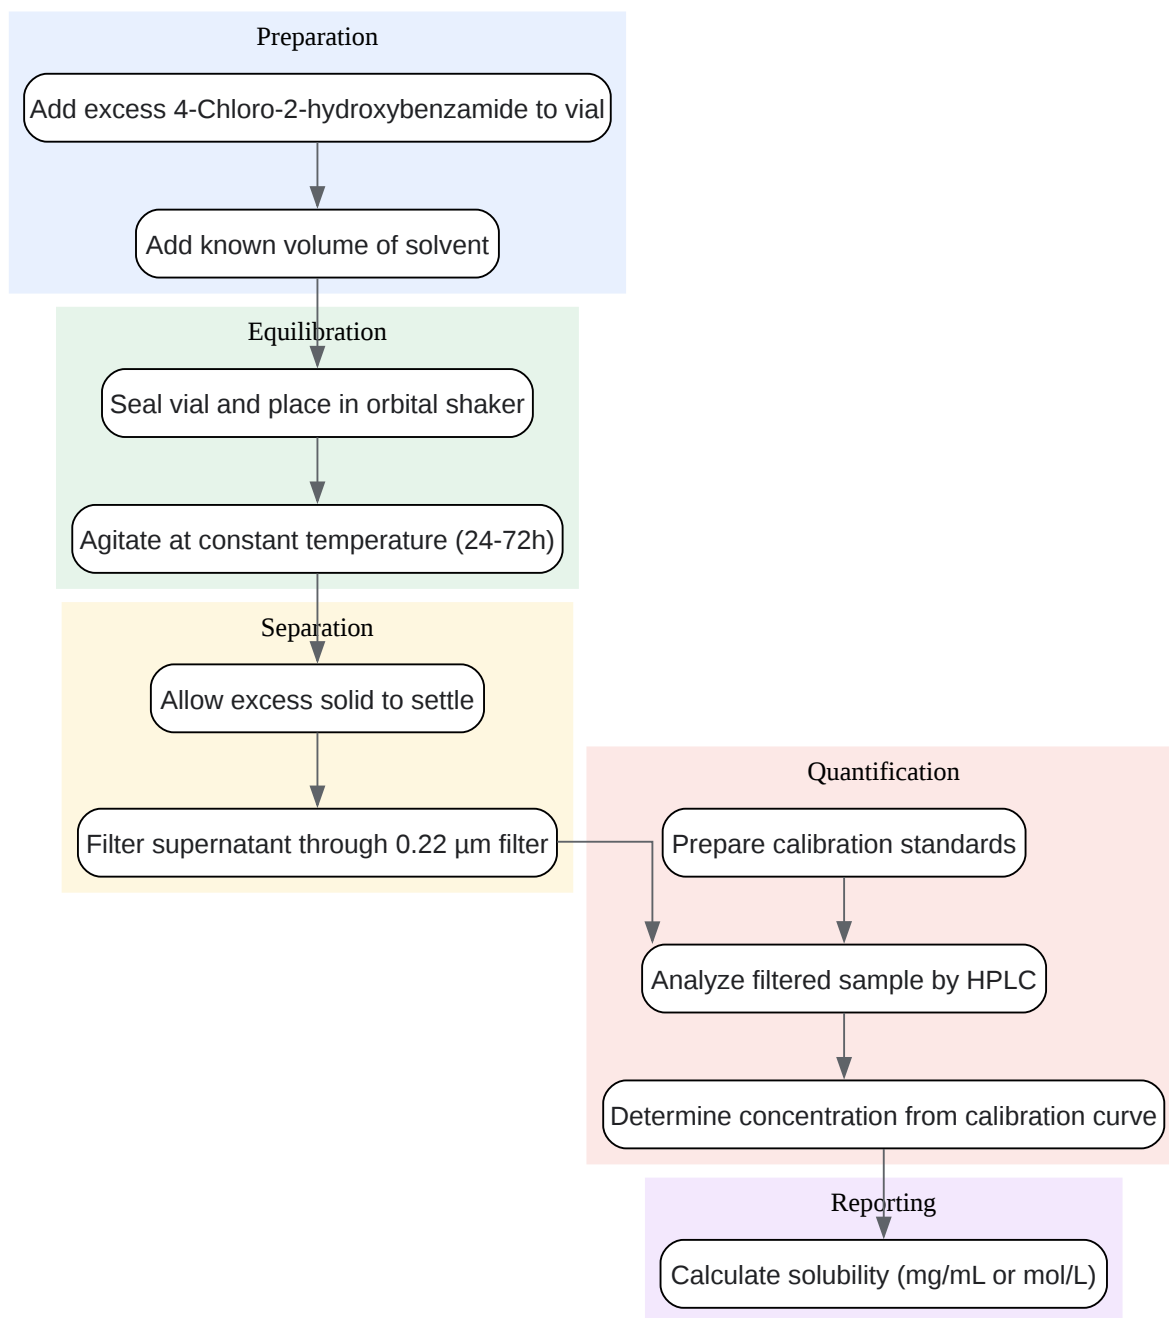 Preparation
Add excess 4-Chloro-2-hydroxybenzamide to vial
Add known volume of solvent
Equilibration
Seal vial and place in orbital shaker
Agitate at constant temperature (24-72h)
Separation
Allow excess solid to settle
Filter supernatant through 0.22 µm filter
Quantification
Prepare calibration standards
Analyze filtered sample by HPLC
Determine concentration from calibration curve
Reporting
Calculate solubility (mg/mL or mol/L)